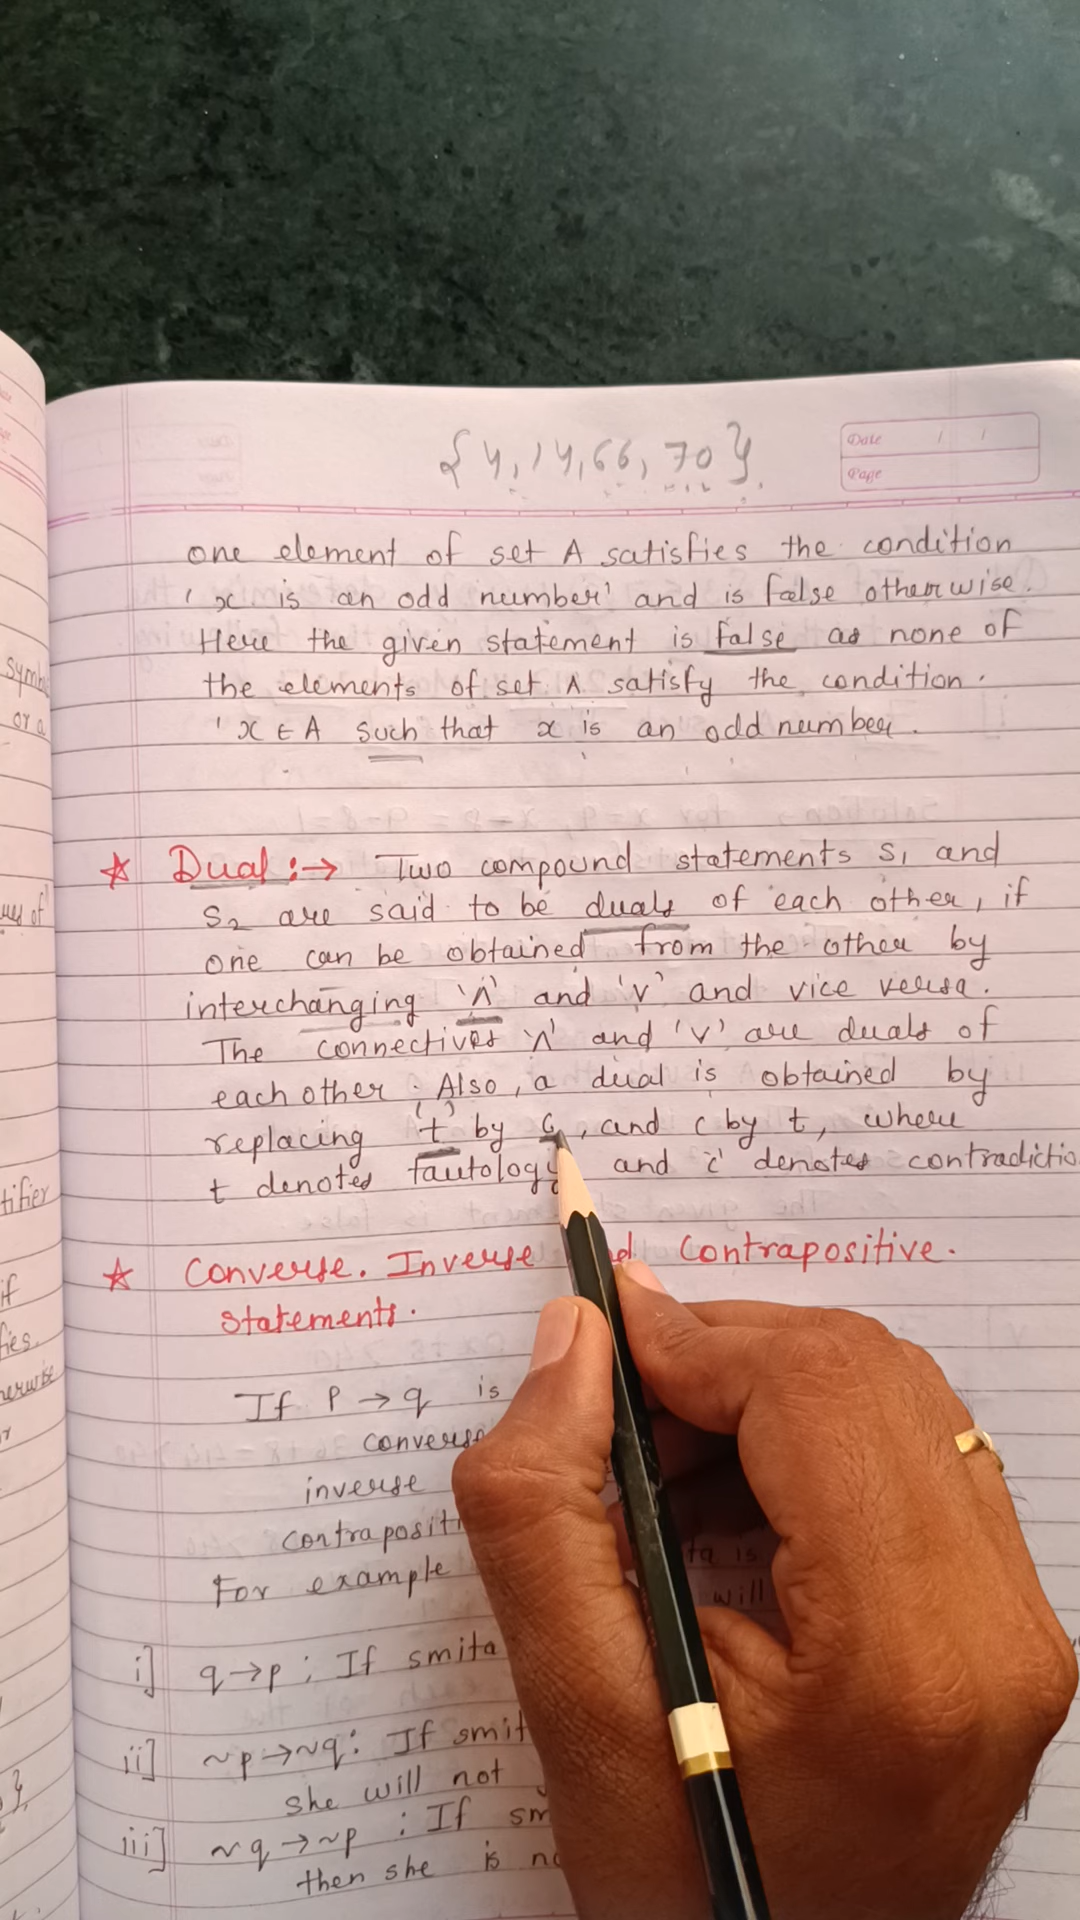 {4, 14, 66, 70}
Date / /
Page
one element of set A satisfies the condition
'x is an odd number' and is false otherwise.
Here the given statement is false as none of
the elements of set A satisfy the condition.
'x ∈ A such that x is an odd number.
☆ Dual :→ Two compound statements S1 and
S2 are said to be duals of each other, if
one can be obtained from the other by
interchanging '∧' and '∨' and vice versa.
The connectives '∧' and '∨' are duals of
each other. Also, a dual is obtained by
replacing 't' by c, and c by t, where
t denotes tautology and 'c' denotes contradictio
☆ Converse. Inverse and Contrapositive.
statements.
If P → q is
converse
inverse
contrapositi
For example
will
i] q→p ; If smita
ii] ~p→~q: If smit
she will not
iii] ~q→~p : If sm
then she is no